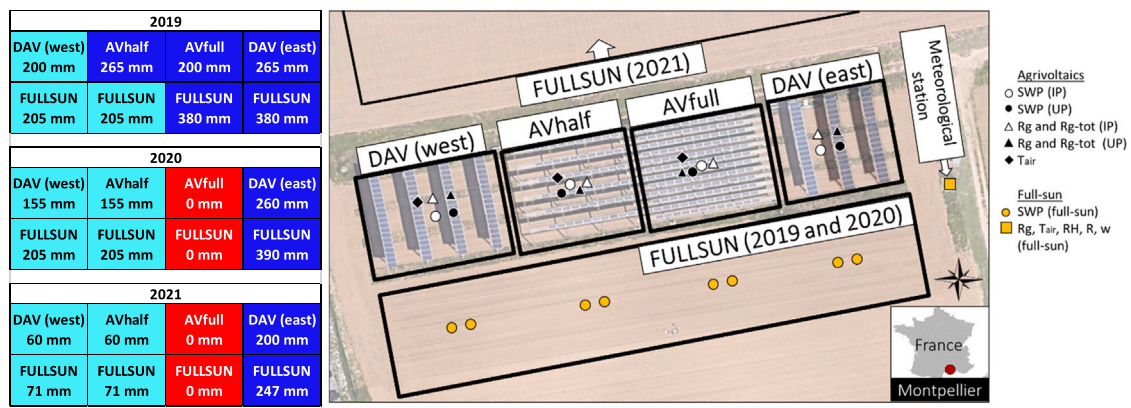 2019
DAV (west) AVhalf AVfull DAV (east)
200 mm 265 mm 200 mm 265 mm
FULLSUN FULLSUN FULLSUN FULLSUN
205 mm 205 mm 380 mm 380 mm
2020
DAV (west) AVhalf AVfull DAV (east)
155 mm 155 mm 0 mm 260 mm
FULLSUN FULLSUN FULLSUN FULLSUN
205 mm 205 mm 0 mm 390 mm
2021
DAV (west) AVhalf AVfull DAV (east)
60 mm 60 mm 0 mm 200 mm
FULLSUN FULLSUN FULLSUN FULLSUN
71 mm 71 mm 0 mm 247 mm
FULLSUN (2021)
DAV (west)
AVhalf
AVfull
DAV (east)
Meteorological
station
FULLSUN (2019 and 2020)
France
Montpellier
Agrivoltaics
SWP (IP)
SWP (UP)
Rg and Rg-tot (IP)
Rg and Rg-tot (UP)
Tair
Full-sun
SWP (full-sun)
Rg, Tair, RH, R, w
(full-sun)